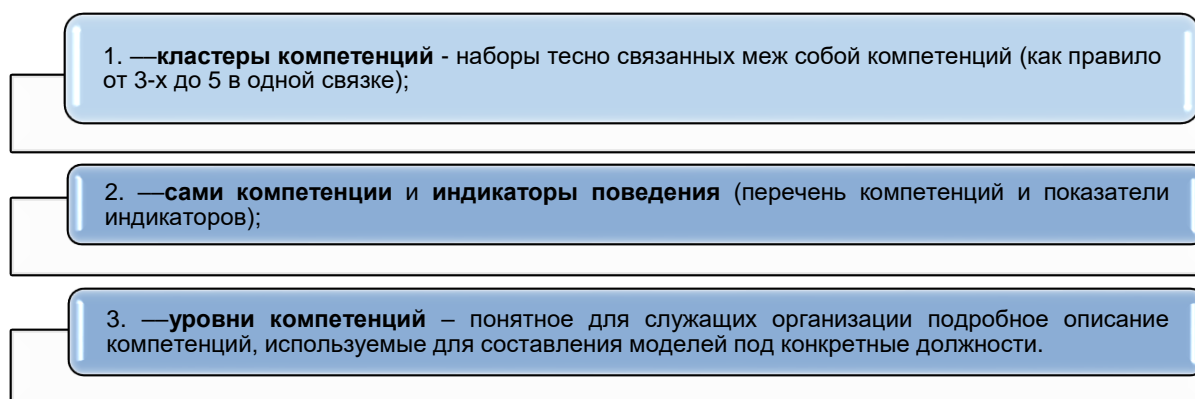 1. —кластеры компетенций - наборы тесно связанных меж собой компетенций (как правило
от 3-х до 5 в одной связке);
2. —сами компетенции и индикаторы поведения (перечень компетенций и показатели
индикаторов);
3. —уровни компетенций – понятное для служащих организации подробное описание
компетенций, используемые для составления моделей под конкретные должности.